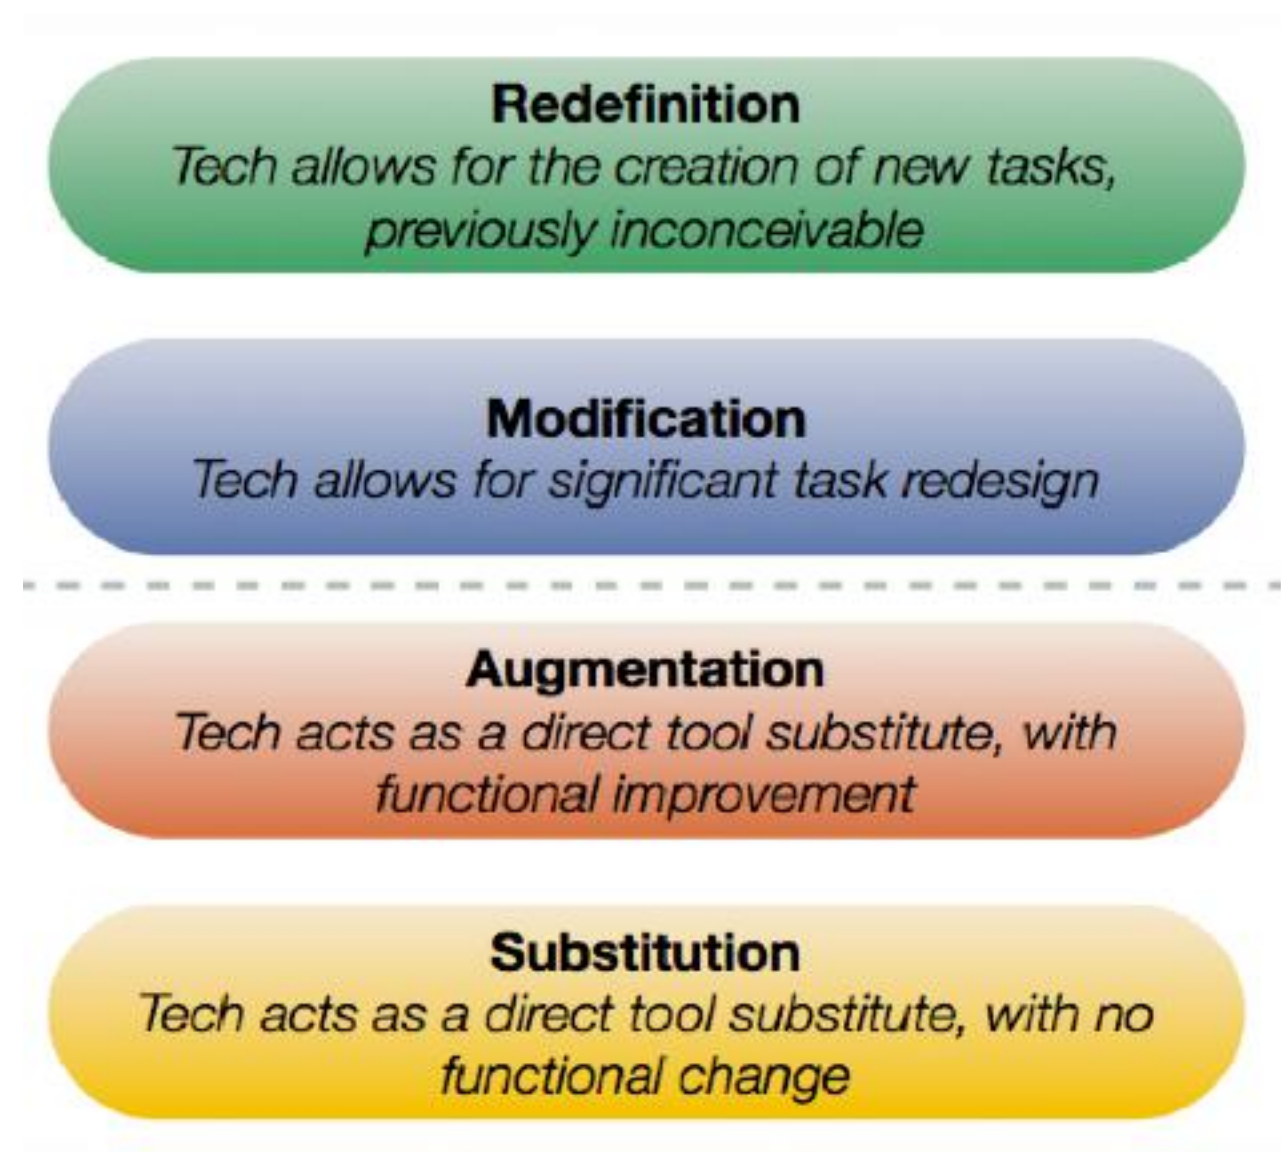 Redefinition
Tech allows for the creation of new tasks,
previously inconceivable
Modification
Tech allows for significant task redesign
Augmentation
Tech acts as a direct tool substitute, with
functional improvement
Substitution
Tech acts as a direct tool substitute, with no
functional change